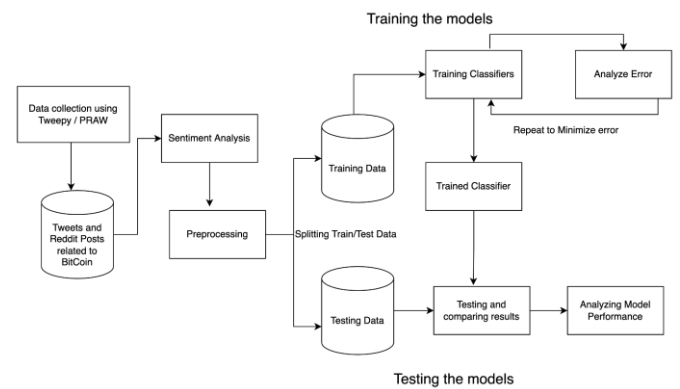 Training the models
Training Classifiers
Analyze Error
Data collection using
Tweepy / PRAW
Sentiment Analysis
Repeat to Minimize error
Training Data
Trained Classifier
Tweets and
Reddit Posts
related to
BitCoin
Preprocessing
Splitting Train/Test Data
Testing Data
Testing and
comparing results
Analyzing Model
Performance
Testing the models